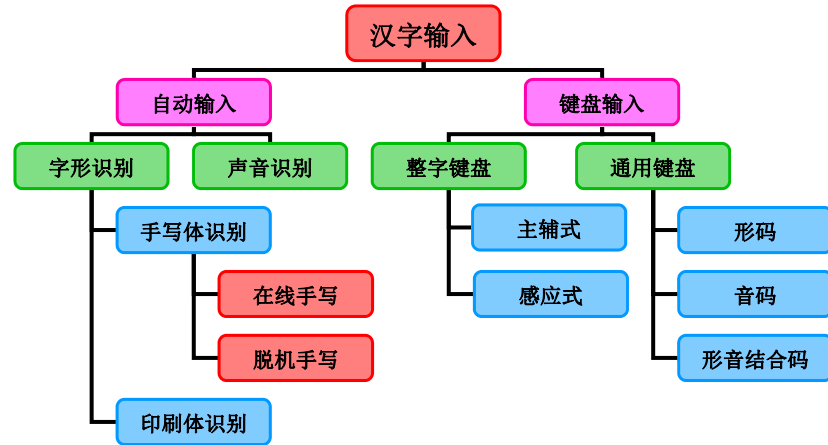 汉字输入
自动输入
键盘输入
字形识别
声音识别
整字键盘
通用键盘
手写体识别
主辅式
形码
在线手写
感应式
音码
脱机手写
形音结合码
印刷体识别